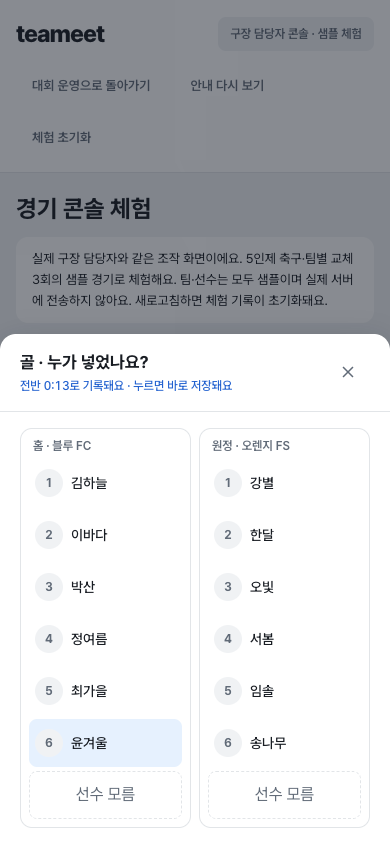 teameet
구장 담당자 콘솔 · 샘플 체험
대회 운영으로 돌아가기
안내 다시 보기
체험 초기화
경기 콘솔 체험
실제 구장 담당자와 같은 조작 화면이에요. 5인제 축구·팀별 교체
3회의 샘플 경기로 체험해요. 팀·선수는 모두 샘플이며 실제 서버
에 전송하지 않아요. 새로고침하면 체험 기록이 초기화돼요.
골 · 누가 넣었나요?
전반 0:13로 기록돼요 · 누르면 바로 저장돼요
홈 · 블루 FC
1 김하늘
2 이바다
3 박산
4 정여름
5 최가을
6 윤겨울
선수 모름
원정 · 오렌지 FS
1 강별
2 한달
3 오빛
4 서봄
5 임솔
6 송나무
선수 모름